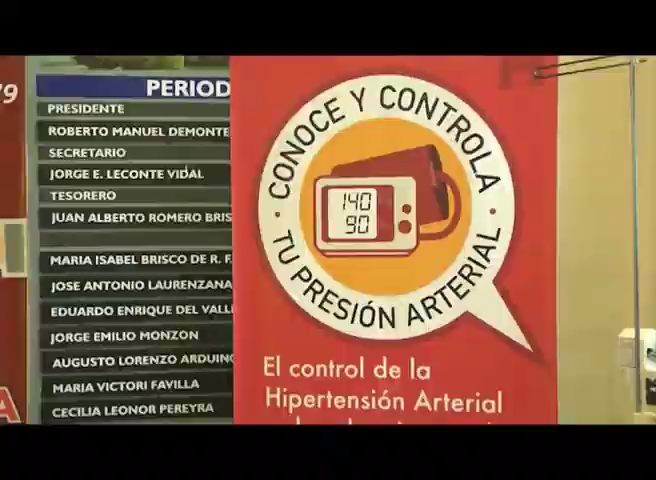 79
PERIOD
PRESIDENTE
ROBERTO MANUEL DEMONTE
SECRETARIO
JORGE E. LECONTE VIDAL
TESORERO
JUAN ALBERTO ROMERO BRIS
MARIA ISABEL BRISCO DE R. F.
JOSE ANTONIO LAURENZANA
EDUARDO ENRIQUE DEL VALL
JORGE EMILIO MONZON
AUGUSTO LORENZO ARDUINO
MARIA VICTORI FAVILLA
CECILIA LEONOR PEREYRA
A
CONOCE Y CONTROLA
TU PRESIÓN ARTERIAL
140
90
El control de la
Hipertensión Arterial